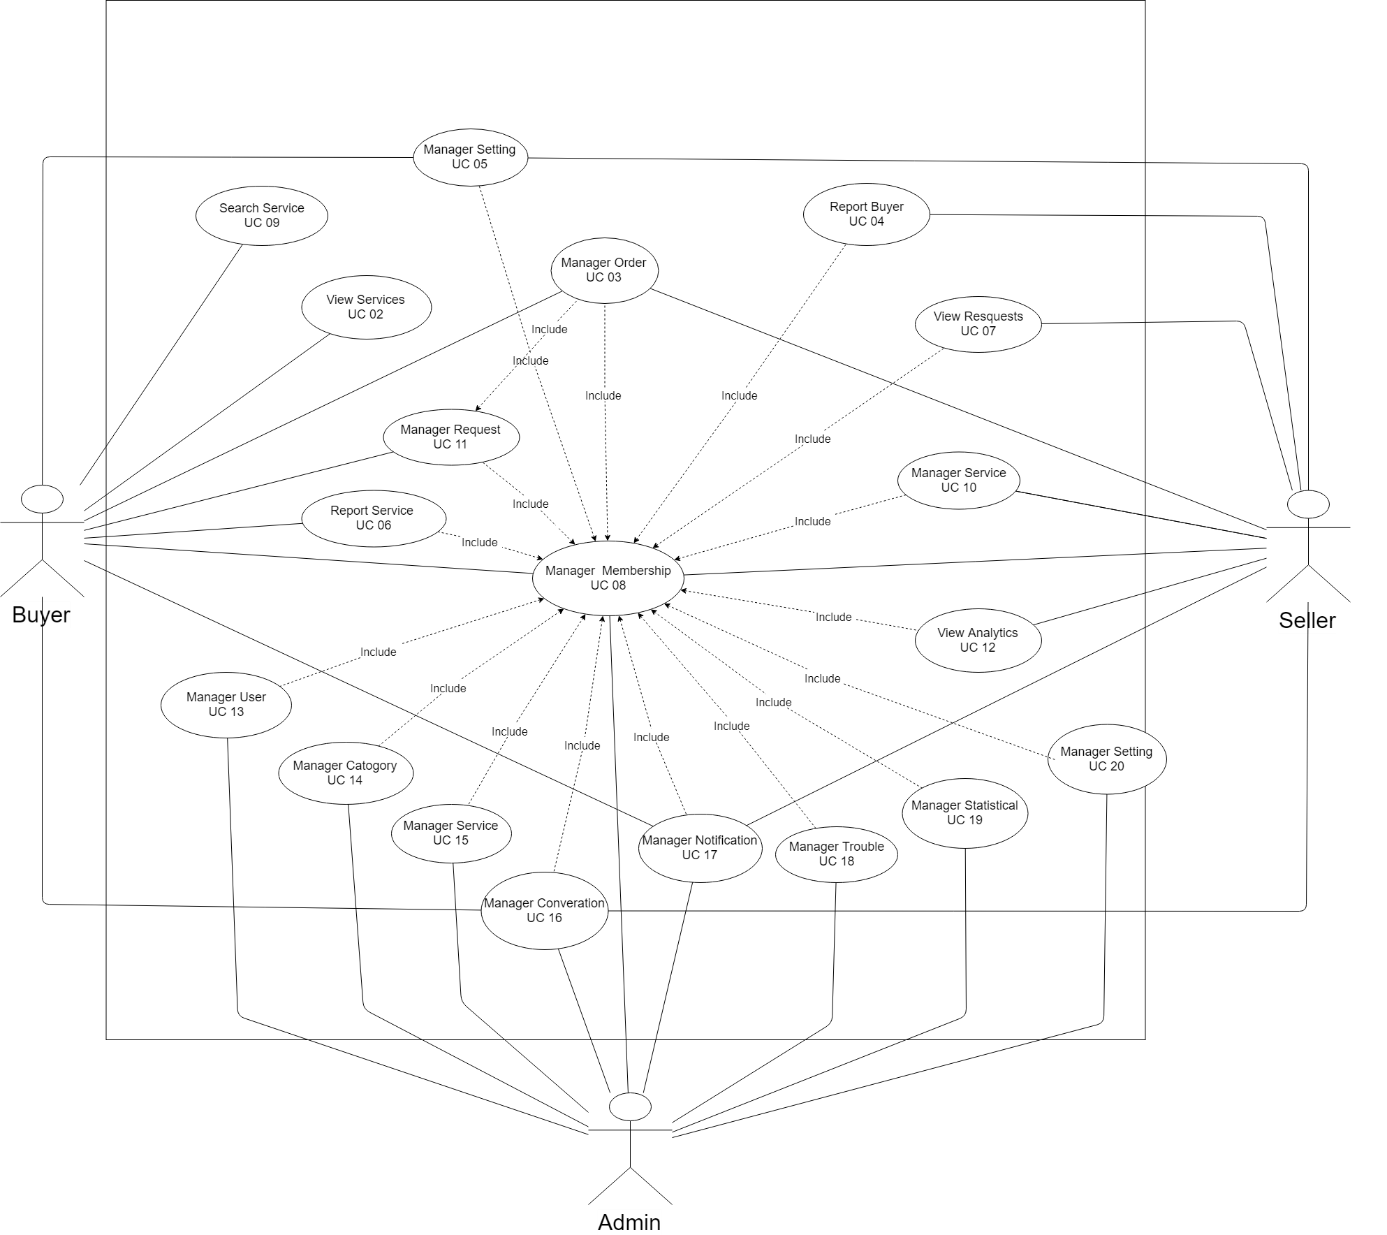 Manager Setting
UC 05
Search Service
UC 09
Report Buyer
UC 04
Manager Order
UC 03
View Services
UC 02
View Resquests
UC 07
Include
Include
Include
Include
Manager Request
UC 11
Include
Manager Service
UC 10
Include
Report Service
UC 06
Include
Include
Manager  Membership
UC 08
Buyer
Seller
Include
View Analytics
UC 12
Include
Include
Include
Manager User
UC 13
Include
Include
Include
Include
Include
Manager Setting
UC 20
Manager Catogory
UC 14
Manager Statistical
UC 19
Manager Service
UC 15
Manager Notification
UC 17
Manager Trouble
UC 18
Manager Converation
UC 16
Admin